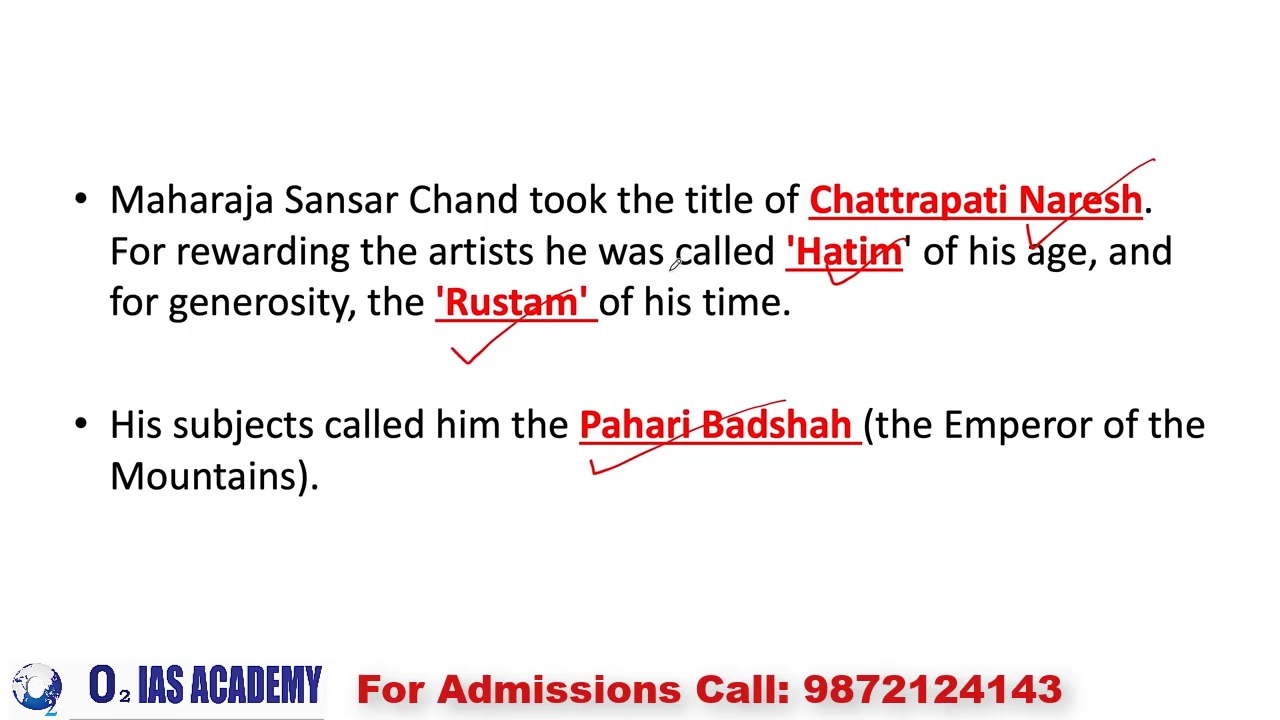 • Maharaja Sansar Chand took the title of Chattrapati Naresh.
For rewarding the artists he was called 'Hatim' of his age, and
for generosity, the 'Rustam' of his time.
• His subjects called him the Pahari Badshah (the Emperor of the
Mountains).
O2 IAS ACADEMY For Admissions Call: 9872124143